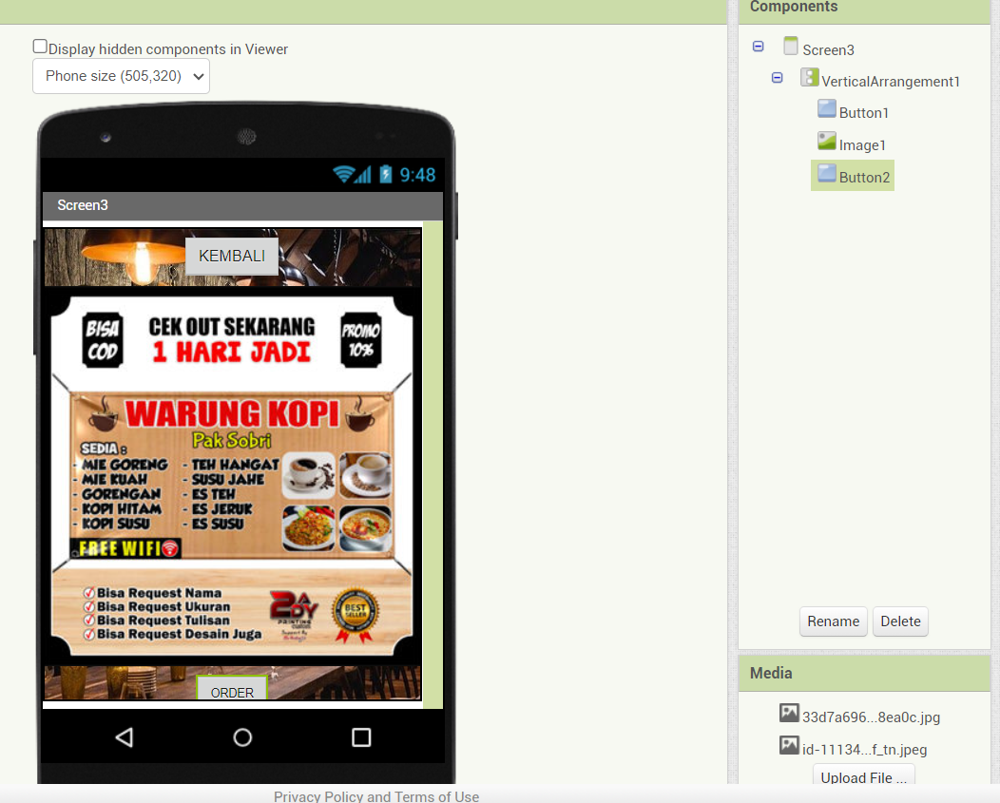 Components
Display hidden components in Viewer
Phone size (505,320)
Screen3
VerticalArrangement1
Button1
Image1
Button2
9:48
Screen3
KEMBALI
BISA
COD
CEK OUT SEKARANG
1 HARI JADI
PROMO
10%
WARUNG KOPI
Pak Sobri
SEDIA :
- MIE GORENG
- MIE KUAH
- GORENGAN
- KOPI HITAM
- KOPI SUSU
- TEH HANGAT
- SUSU JAHE
- ES TEH
- ES JERUK
- ES SUSU
FREE WIFI
Bisa Request Nama
Bisa Request Ukuran
Bisa Request Tulisan
Bisa Request Desain Juga
2ADY
PRINTING
BEST
SELLER
ORDER
Rename
Delete
Media
33d7a696...8ea0c.jpg
id-11134...f_tn.jpeg
Upload File ...
Privacy Policy and Terms of Use